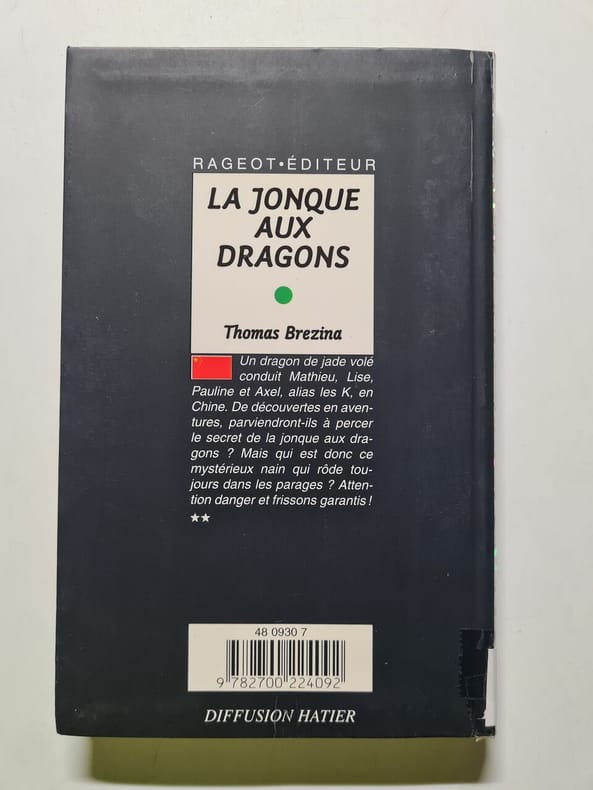 RAGEOT•ÉDITEUR
LA JONQUE
AUX
DRAGONS
Thomas Brezina
Un dragon de jade volé
conduit Mathieu, Lise,
Pauline et Axel, alias les K, en
Chine. De découvertes en aven-
tures, parviendront-ils à percer
le secret de la jonque aux dra-
gons ? Mais qui est donc ce
mystérieux nain qui rôde tou-
jours dans les parages ? Atten-
tion danger et frissons garantis !
★★
48 0930 7
9 782700 224092
DIFFUSION HATIER